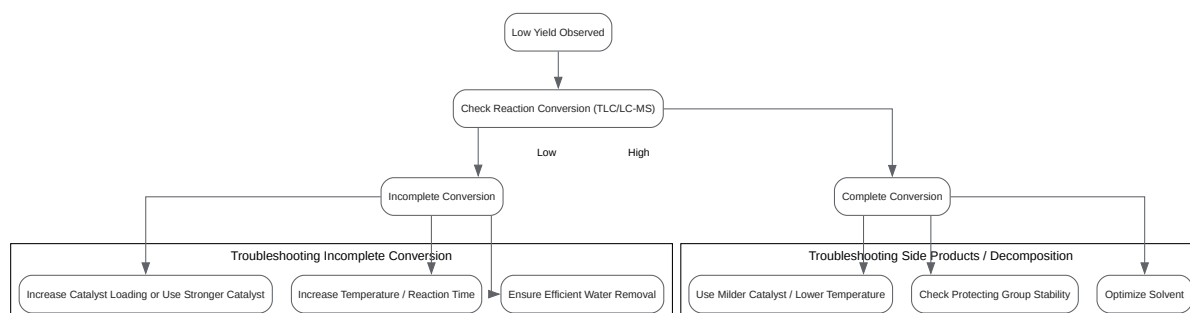 Low Yield Observed
Check Reaction Conversion (TLC/LC-MS)
Low
High
Incomplete Conversion
Complete Conversion
Troubleshooting Incomplete Conversion
Troubleshooting Side Products / Decomposition
Increase Catalyst Loading or Use Stronger Catalyst
Increase Temperature / Reaction Time
Ensure Efficient Water Removal
Use Milder Catalyst / Lower Temperature
Check Protecting Group Stability
Optimize Solvent